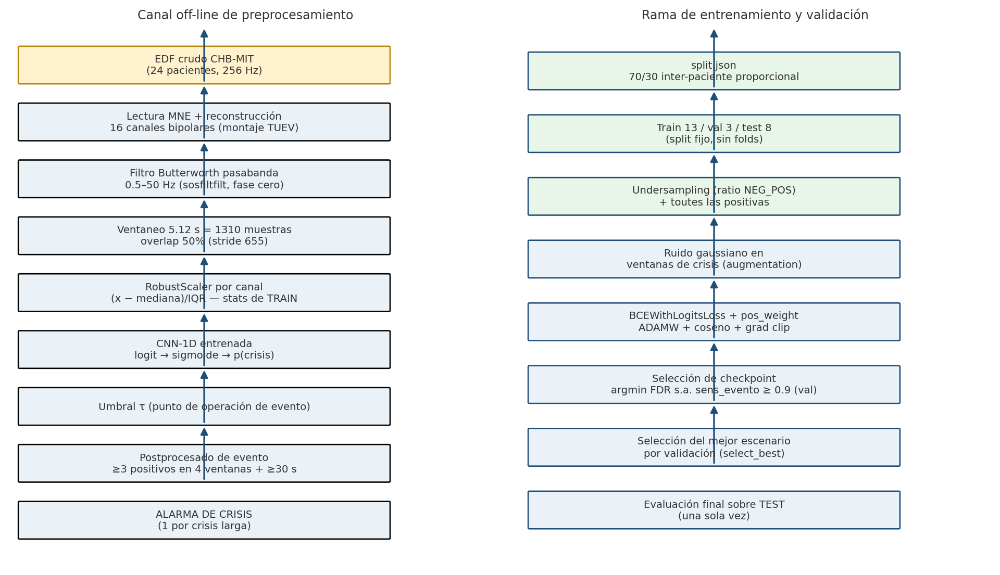 Canal off-line de preprocesamiento
EDF crudo CHB-MIT
(24 pacientes, 256 Hz)
Lectura MNE + reconstrucción
16 canales bipolares (montaje TUEV)
Filtro Butterworth pasabanda
0.5–50 Hz (sosfiltfilt, fase cero)
Ventaneo 5.12 s = 1310 muestras
overlap 50% (stride 655)
RobustScaler por canal
(x − mediana)/IQR — stats de TRAIN
CNN-1D entrenada
logit → sigmoide → p(crisis)
Umbral τ (punto de operación de evento)
Postprocesado de evento
≥3 positivos en 4 ventanas + ≥30 s
ALARMA DE CRISIS
(1 por crisis larga)
Rama de entrenamiento y validación
split.json
70/30 inter-paciente proporcional
Train 13 / val 3 / test 8
(split fijo, sin folds)
Undersampling (ratio NEG_POS)
+ toutes las positivas
Ruido gaussiano en
ventanas de crisis (augmentation)
BCEWithLogitsLoss + pos_weight
ADAMW + coseno + grad clip
Selección de checkpoint
argmin FDR s.a. sens_evento ≥ 0.9 (val)
Selección del mejor escenario
por validación (select_best)
Evaluación final sobre TEST
(una sola vez)